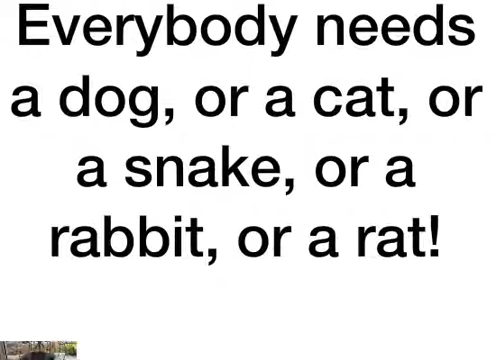 Everybody needs
a dog, or a cat, or
a snake, or a
rabbit, or a rat!